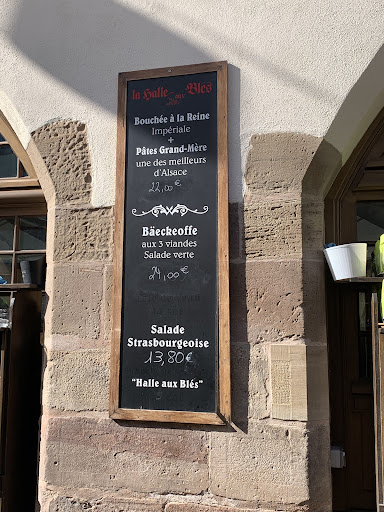 la Halle aux Blés
Bouchée à la Reine
Impériale
+
Pâtes Grand-Mère
une des meilleurs
d'Alsace
22,00 €
Bäeckeoffe
aux 3 viandes
Salade verte
24,00 €
Salade
Strasbourgeoise
13,80 €
"Halle aux Blés"